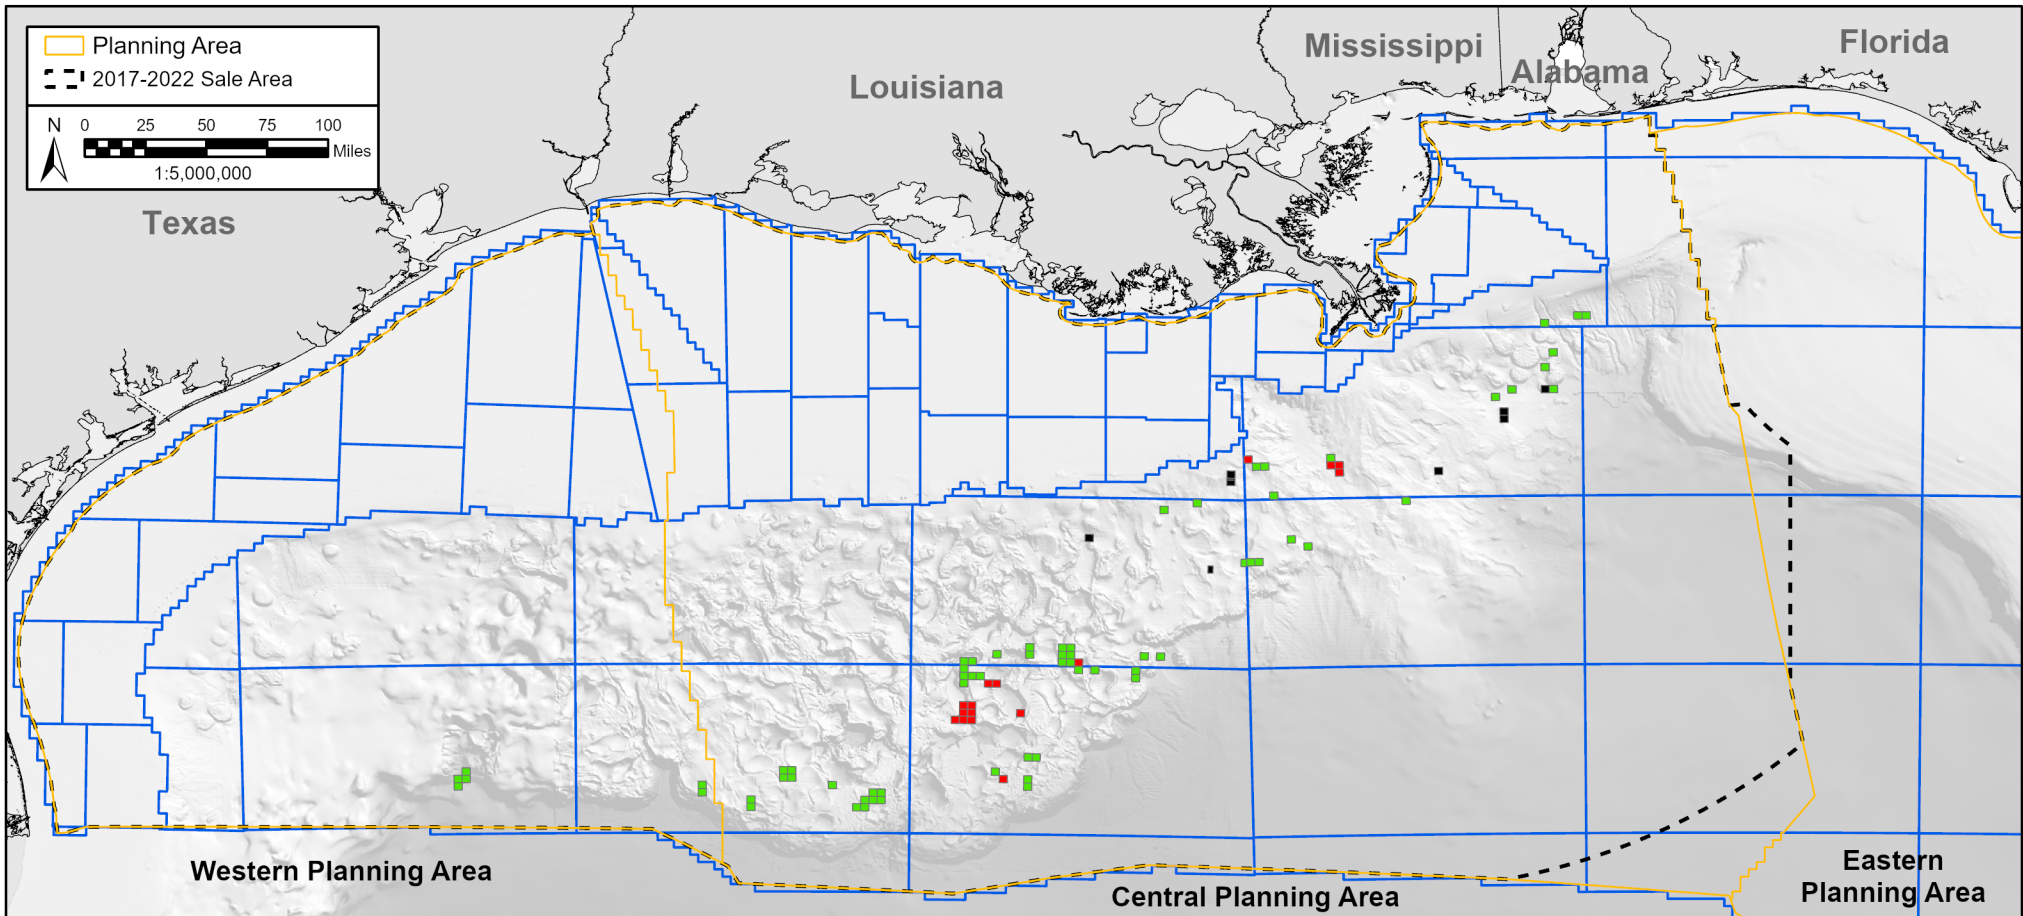 Planning Area
2017-2022 Sale Area
N 0 25 50 75 100
Miles
1:5,000,000
Texas
Louisiana
Mississippi
Alabama
Florida
Western Planning Area
Central Planning Area
Eastern
Planning Area